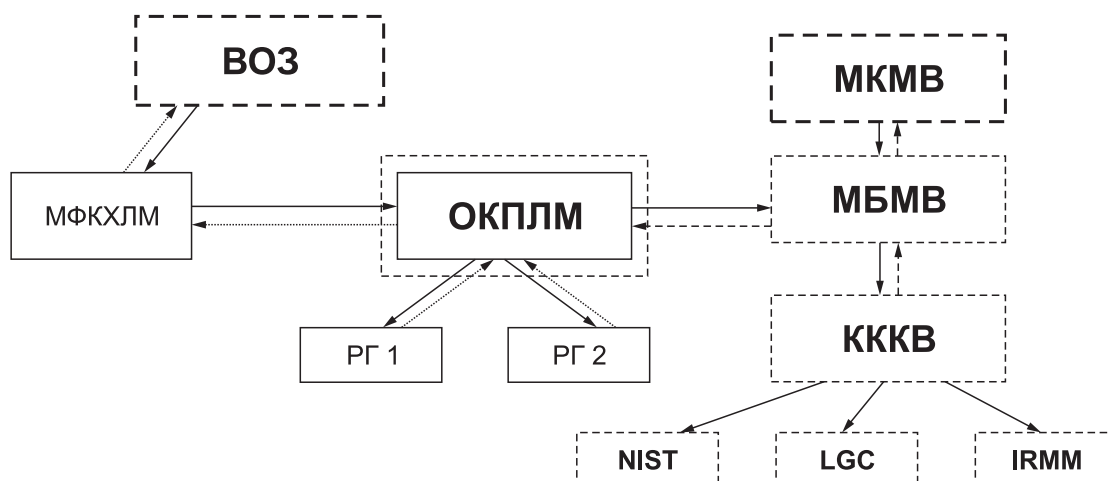 ВОЗ
МКМВ
МФКХЛМ
ОКПЛМ
МБМВ
РГ 1
РГ 2
КККВ
NIST
LGC
IRMM